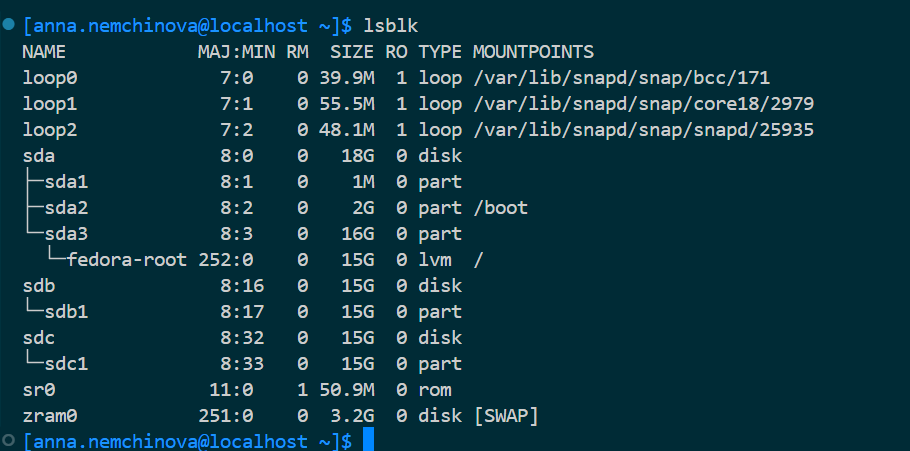 [anna.nemchinova@localhost ~]$ lsblk
NAME            MAJ:MIN RM  SIZE RO TYPE MOUNTPOINTS
loop0             7:0    0 39.9M  1 loop /var/lib/snapd/snap/bcc/171
loop1             7:1    0 55.5M  1 loop /var/lib/snapd/snap/core18/2979
loop2             7:2    0 48.1M  1 loop /var/lib/snapd/snap/snapd/25935
sda               8:0    0   18G  0 disk
├─sda1            8:1    0    1M  0 part
├─sda2            8:2    0    2G  0 part /boot
└─sda3            8:3    0   16G  0 part
  └─fedora-root 252:0    0   15G  0 lvm  /
sdb               8:16   0   15G  0 disk
└─sdb1            8:17   0   15G  0 part
sdc               8:32   0   15G  0 disk
└─sdc1            8:33   0   15G  0 part
sr0              11:0    1 50.9M  0 rom
zram0           251:0    0  3.2G  0 disk [SWAP]
[anna.nemchinova@localhost ~]$